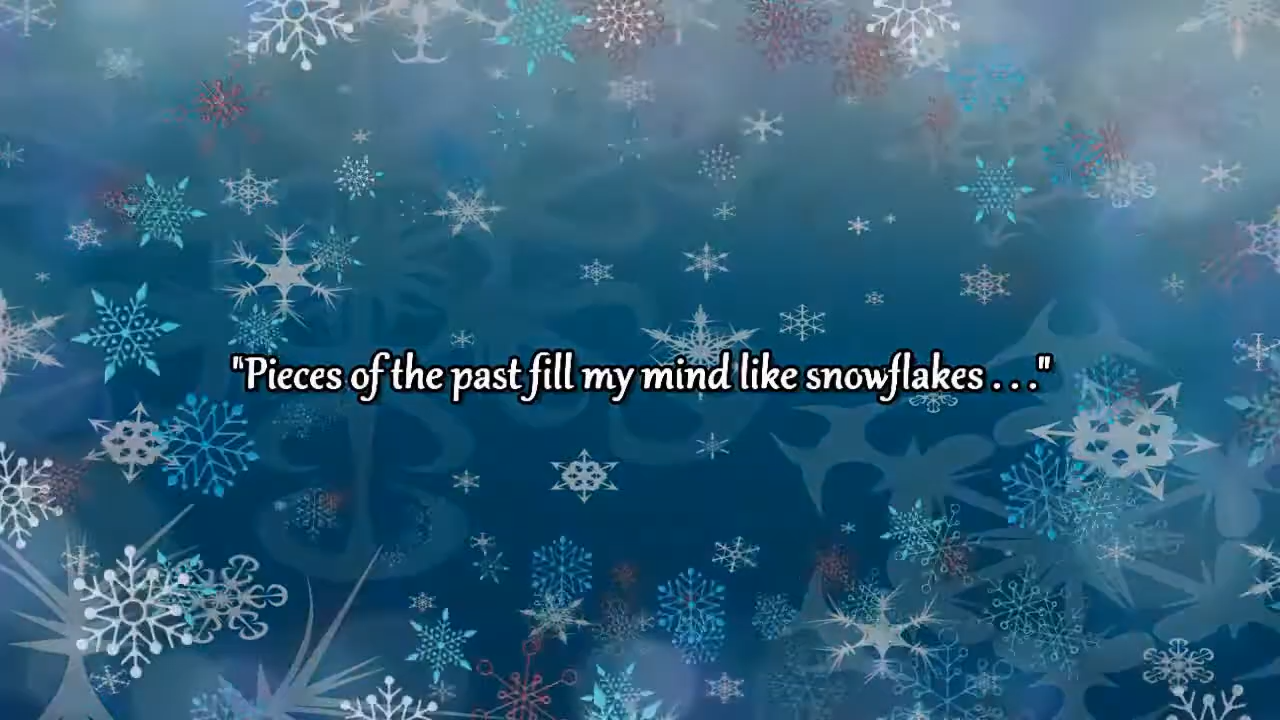 "Pieces of the past fill my mind like snowflakes . . ."